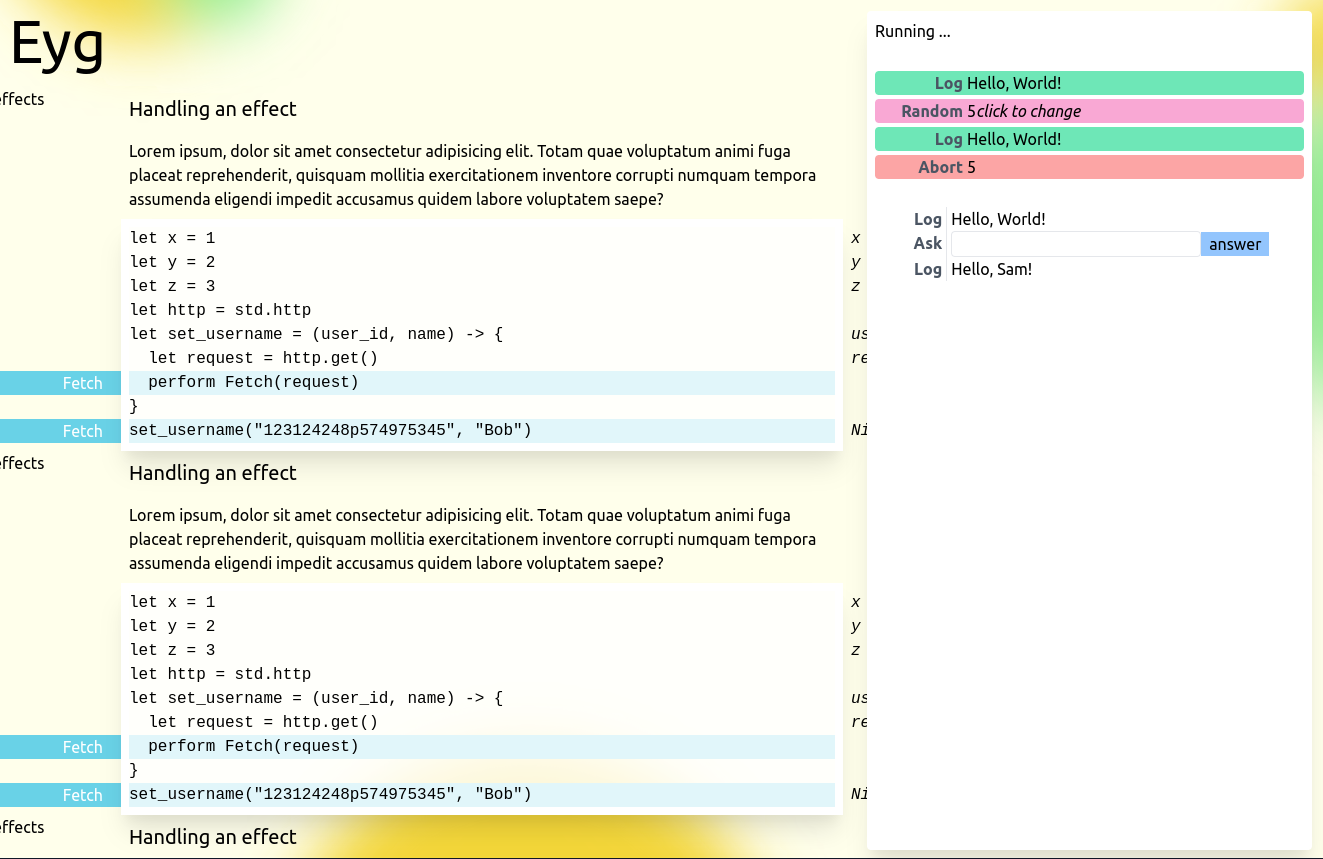 Eyg
effects
Handling an effect
Lorem ipsum, dolor sit amet consectetur adipisicing elit. Totam quae voluptatum animi fuga
placeat reprehenderit, quisquam mollitia exercitationem inventore corrupti numquam tempora
assumenda eligendi impedit accusamus quidem labore voluptatem saepe?
let x = 1 x
let y = 2 y
let z = 3 z
let http = std.http
let set_username = (user_id, name) -> { us
let request = http.get() re
Fetch perform Fetch(request)
}
Fetch set_username("123124248p574975345", "Bob") Ni
effects
Handling an effect
Lorem ipsum, dolor sit amet consectetur adipisicing elit. Totam quae voluptatum animi fuga
placeat reprehenderit, quisquam mollitia exercitationem inventore corrupti numquam tempora
assumenda eligendi impedit accusamus quidem labore voluptatem saepe?
let x = 1 x
let y = 2 y
let z = 3 z
let http = std.http
let set_username = (user_id, name) -> { us
let request = http.get() re
Fetch perform Fetch(request)
}
Fetch set_username("123124248p574975345", "Bob") Ni
effects
Handling an effect
Running ...
Log Hello, World!
Random 5click to change
Log Hello, World!
Abort 5
Log Hello, World!
Ask answer
Log Hello, Sam!